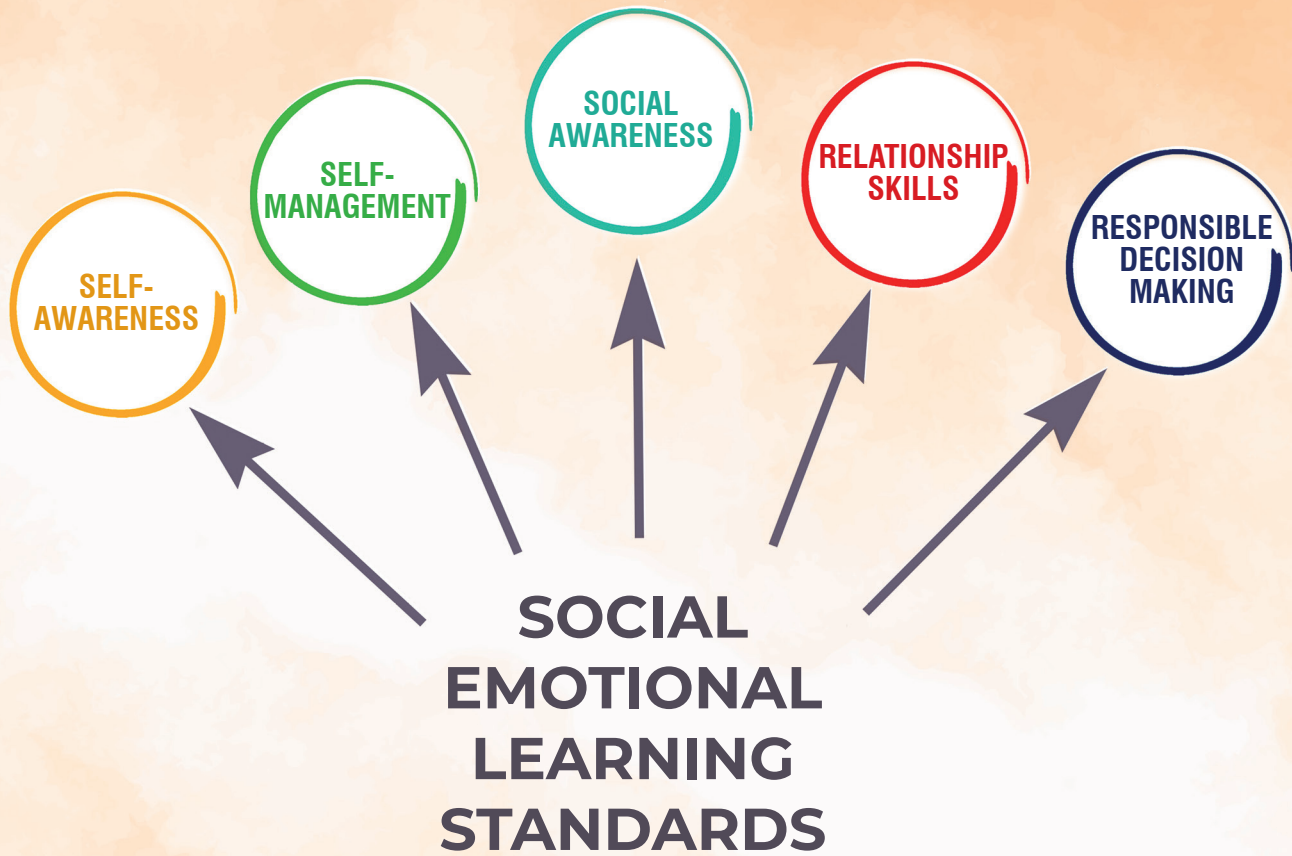 SELF-
AWARENESS
SELF-
MANAGEMENT
SOCIAL
AWARENESS
RELATIONSHIP
SKILLS
RESPONSIBLE
DECISION
MAKING
SOCIAL
EMOTIONAL
LEARNING
STANDARDS